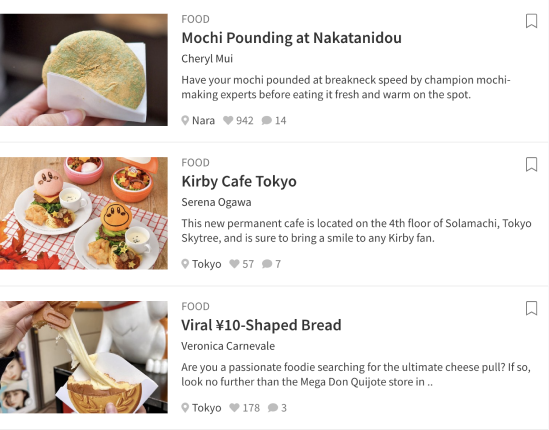 FOOD
Mochi Pounding at Nakatanidou
Cheryl Mui
Have your mochi pounded at breakneck speed by champion mochi-
making experts before eating it fresh and warm on the spot.
Nara 942 14
FOOD
Kirby Cafe Tokyo
Serena Ogawa
This new permanent cafe is located on the 4th floor of Solamachi, Tokyo
Skytree, and is sure to bring a smile to any Kirby fan.
Tokyo 57 7
FOOD
Viral ¥10-Shaped Bread
Veronica Carnevale
Are you a passionate foodie searching for the ultimate cheese pull? If so,
look no further than the Mega Don Quijote store in ..
Tokyo 178 3